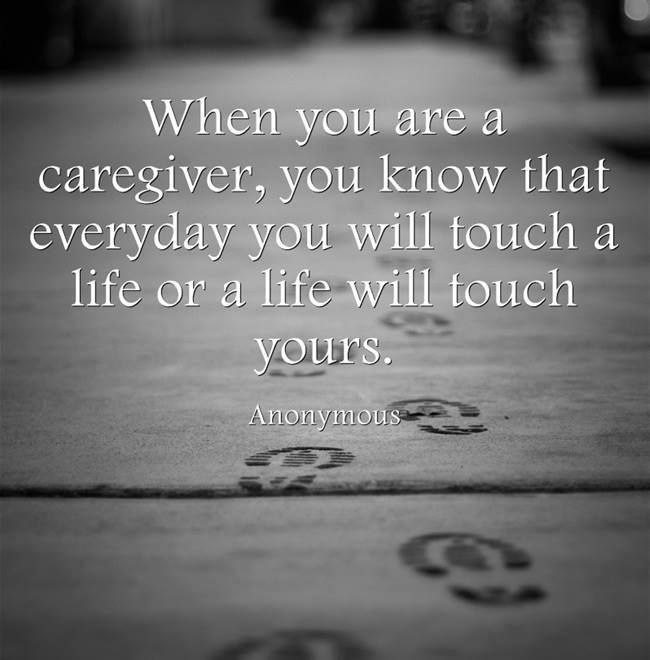 When you are a
caregiver, you know that
everyday you will touch a
life or a life will touch
yours.
Anonymous